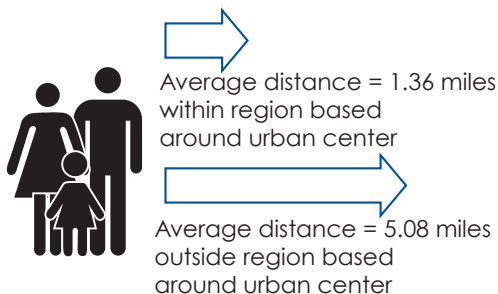 Average distance = 1.36 miles
within region based
around urban center
Average distance = 5.08 miles
outside region based
around urban center